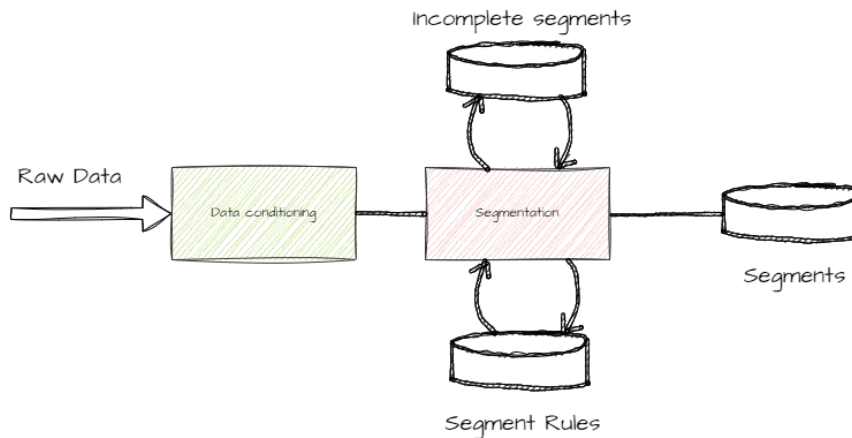 Incomplete segments
Raw Data
Data conditioning
Segmentation
Segments
Segment Rules